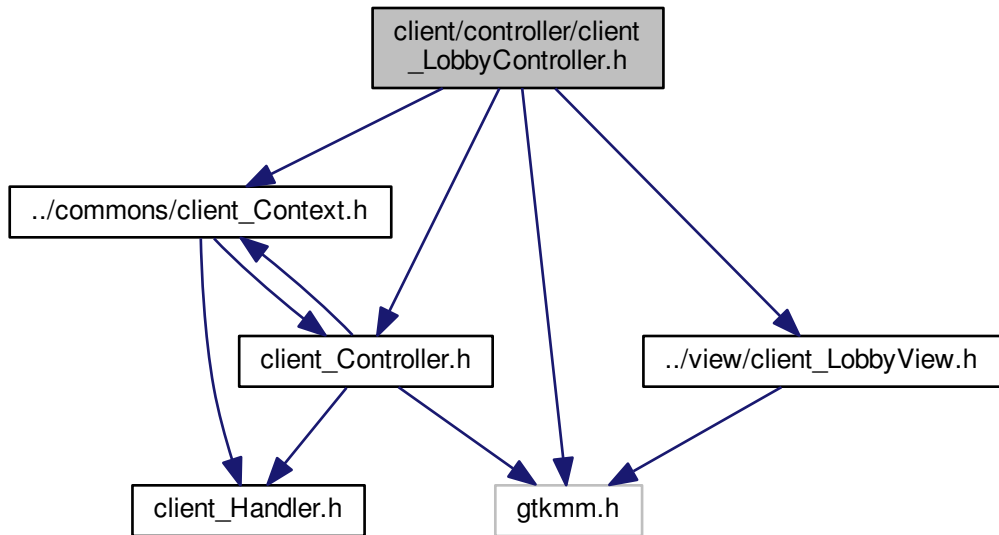 client/controller/client
_LobbyController.h
../commons/client_Context.h
client_Controller.h
../view/client_LobbyView.h
client_Handler.h
gtkmm.h